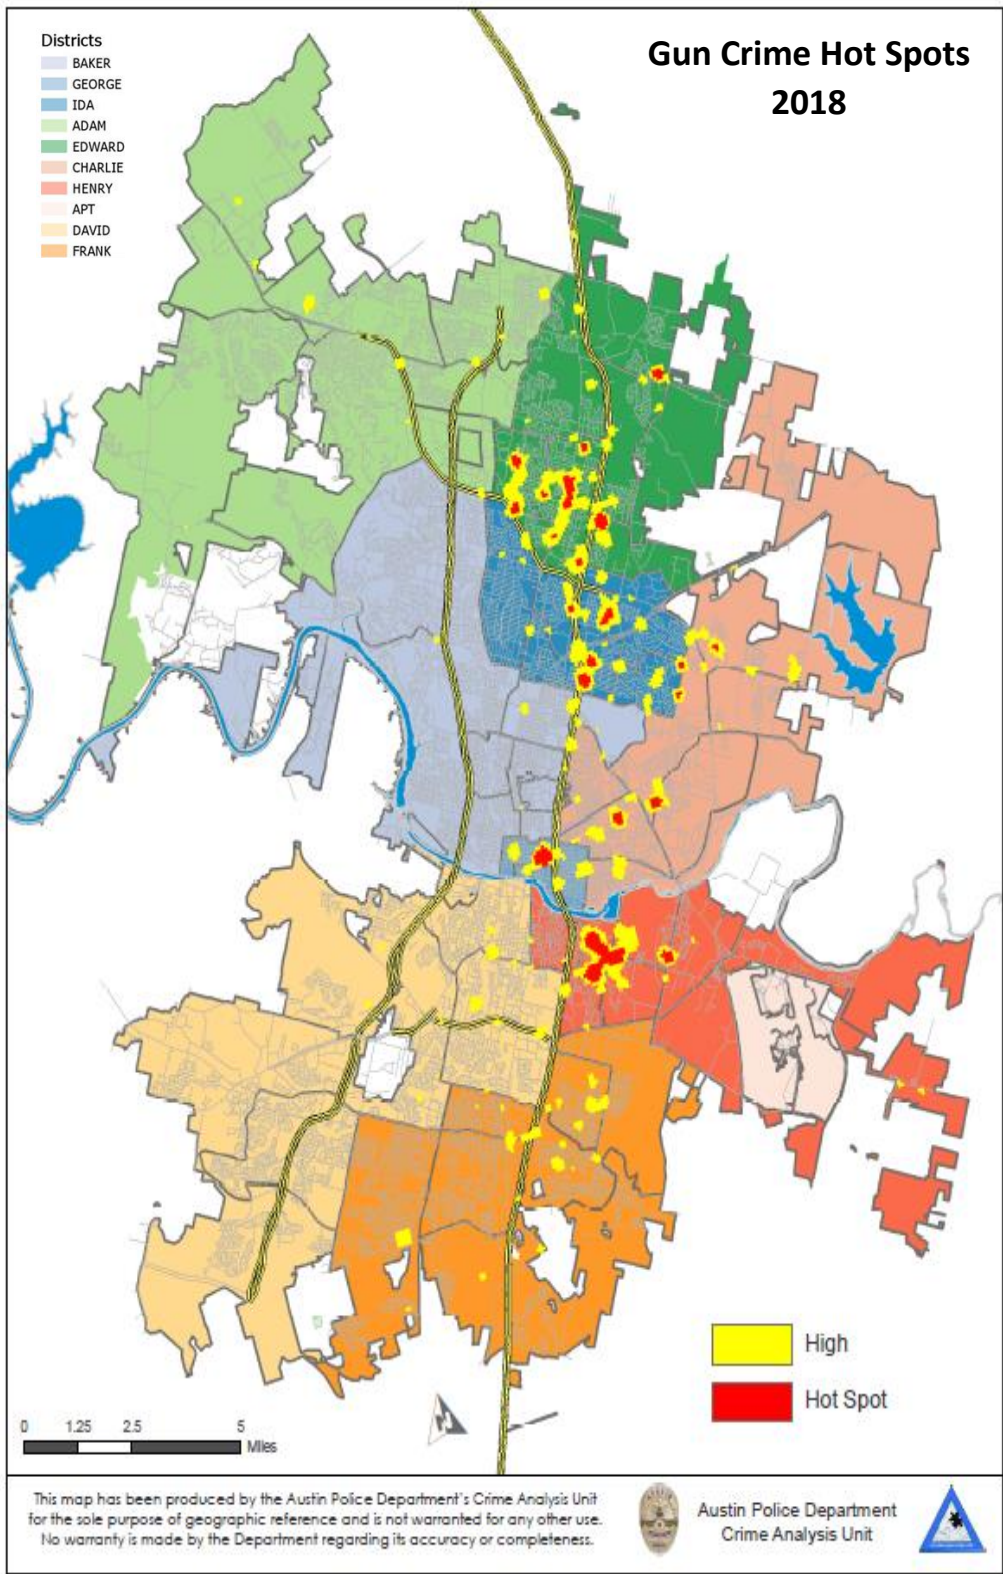 Gun Crime Hot Spots
2018
Districts
BAKER
GEORGE
IDA
ADAM
EDWARD
CHARLIE
HENRY
APT
DAVID
FRANK
High
Hot Spot
0 1.25 2.5 5
Miles
This map has been produced by the Austin Police Department's Crime Analysis Unit
for the sole purpose of geographic reference and is not warranted for any other use.
No warranty is made by the Department regarding its accuracy or completeness.
Austin Police Department
Crime Analysis Unit